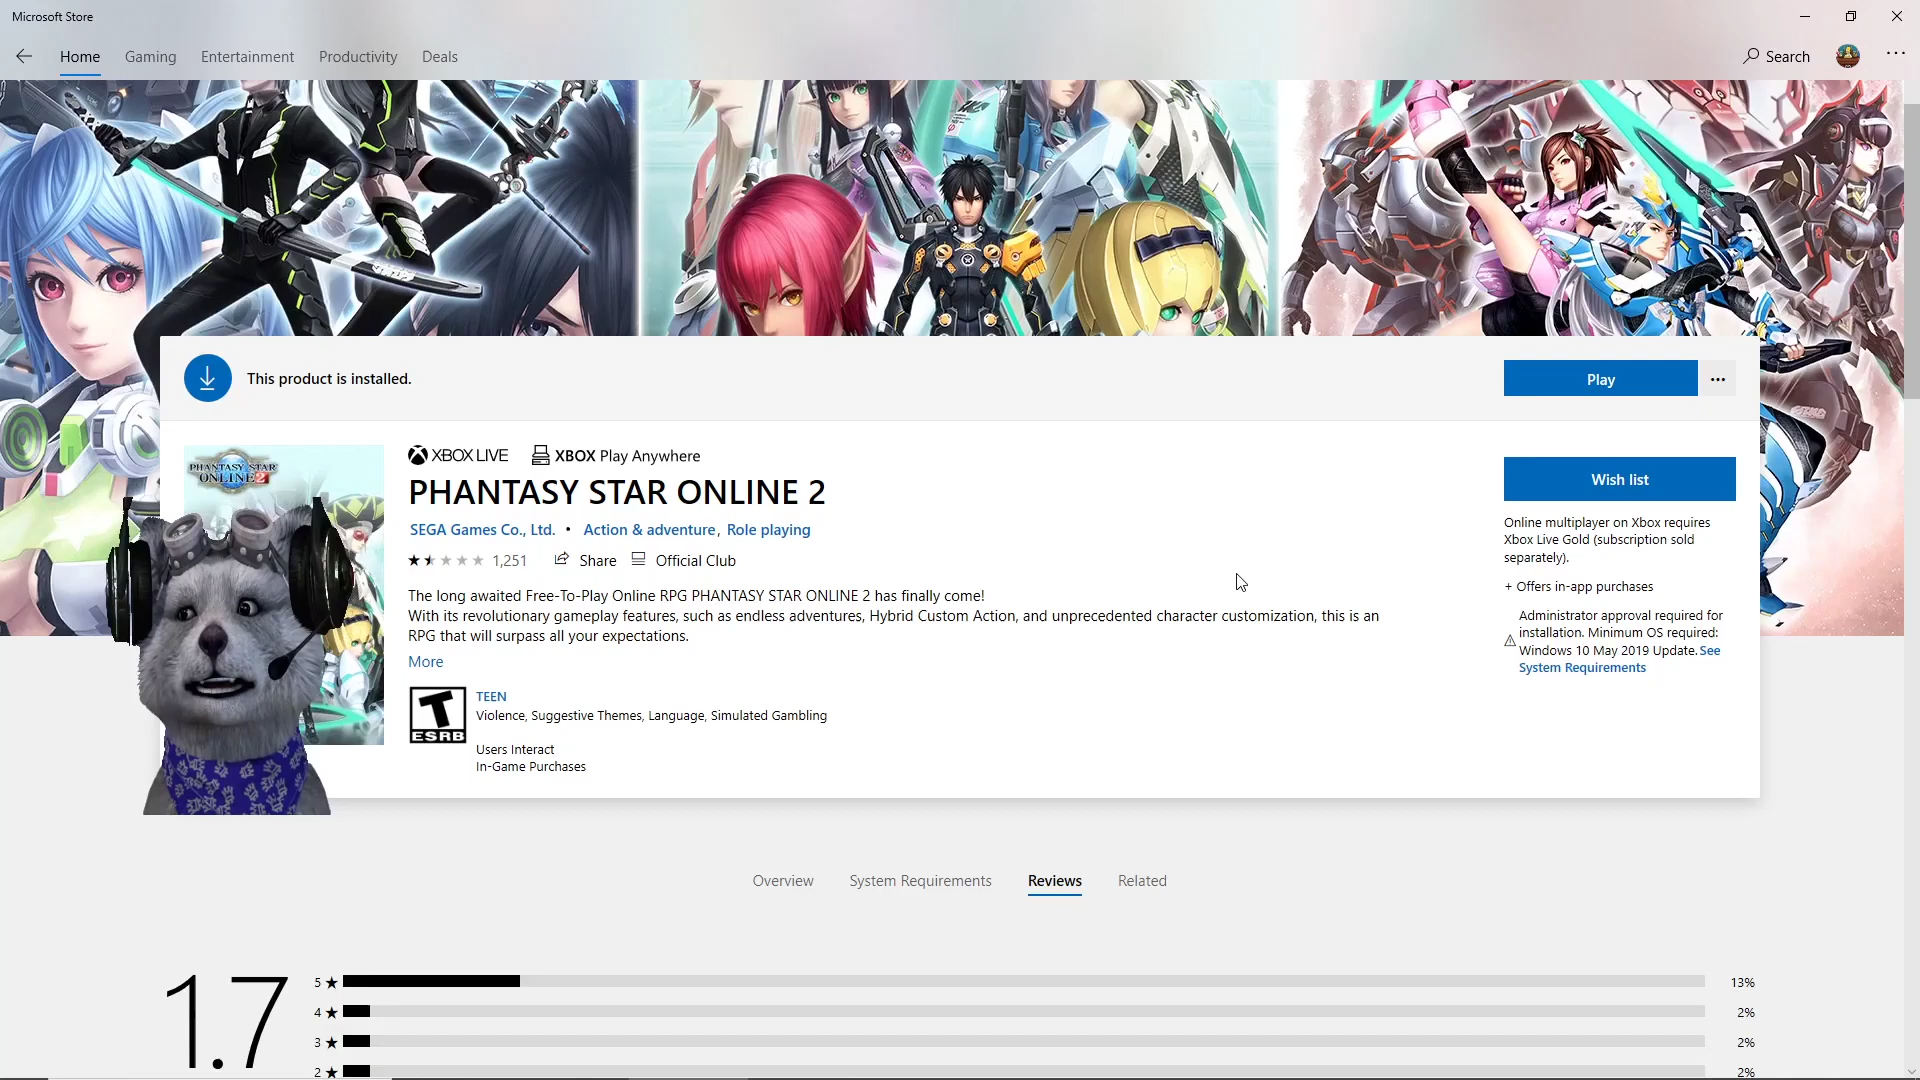 Microsoft Store
Home Gaming Entertainment Productivity Deals
Search
This product is installed.
Play
PHANTASY STAR
ONLINE 2
XBOX LIVE XBOX Play Anywhere
PHANTASY STAR ONLINE 2
SEGA Games Co., Ltd. • Action & adventure, Role playing
1,251 Share Official Club
The long awaited Free-To-Play Online RPG PHANTASY STAR ONLINE 2 has finally come!
With its revolutionary gameplay features, such as endless adventures, Hybrid Custom Action, and unprecedented character customization, this is an
RPG that will surpass all your expectations.
More
T
ESRB
TEEN
Violence, Suggestive Themes, Language, Simulated Gambling
Users Interact
In-Game Purchases
Wish list
Online multiplayer on Xbox requires
Xbox Live Gold (subscription sold
separately).
+ Offers in-app purchases
Administrator approval required for
installation. Minimum OS required:
Windows 10 May 2019 Update. See
System Requirements
Overview System Requirements Reviews Related
1.7
5★ 13%
4★ 2%
3★ 2%
2★ 2%